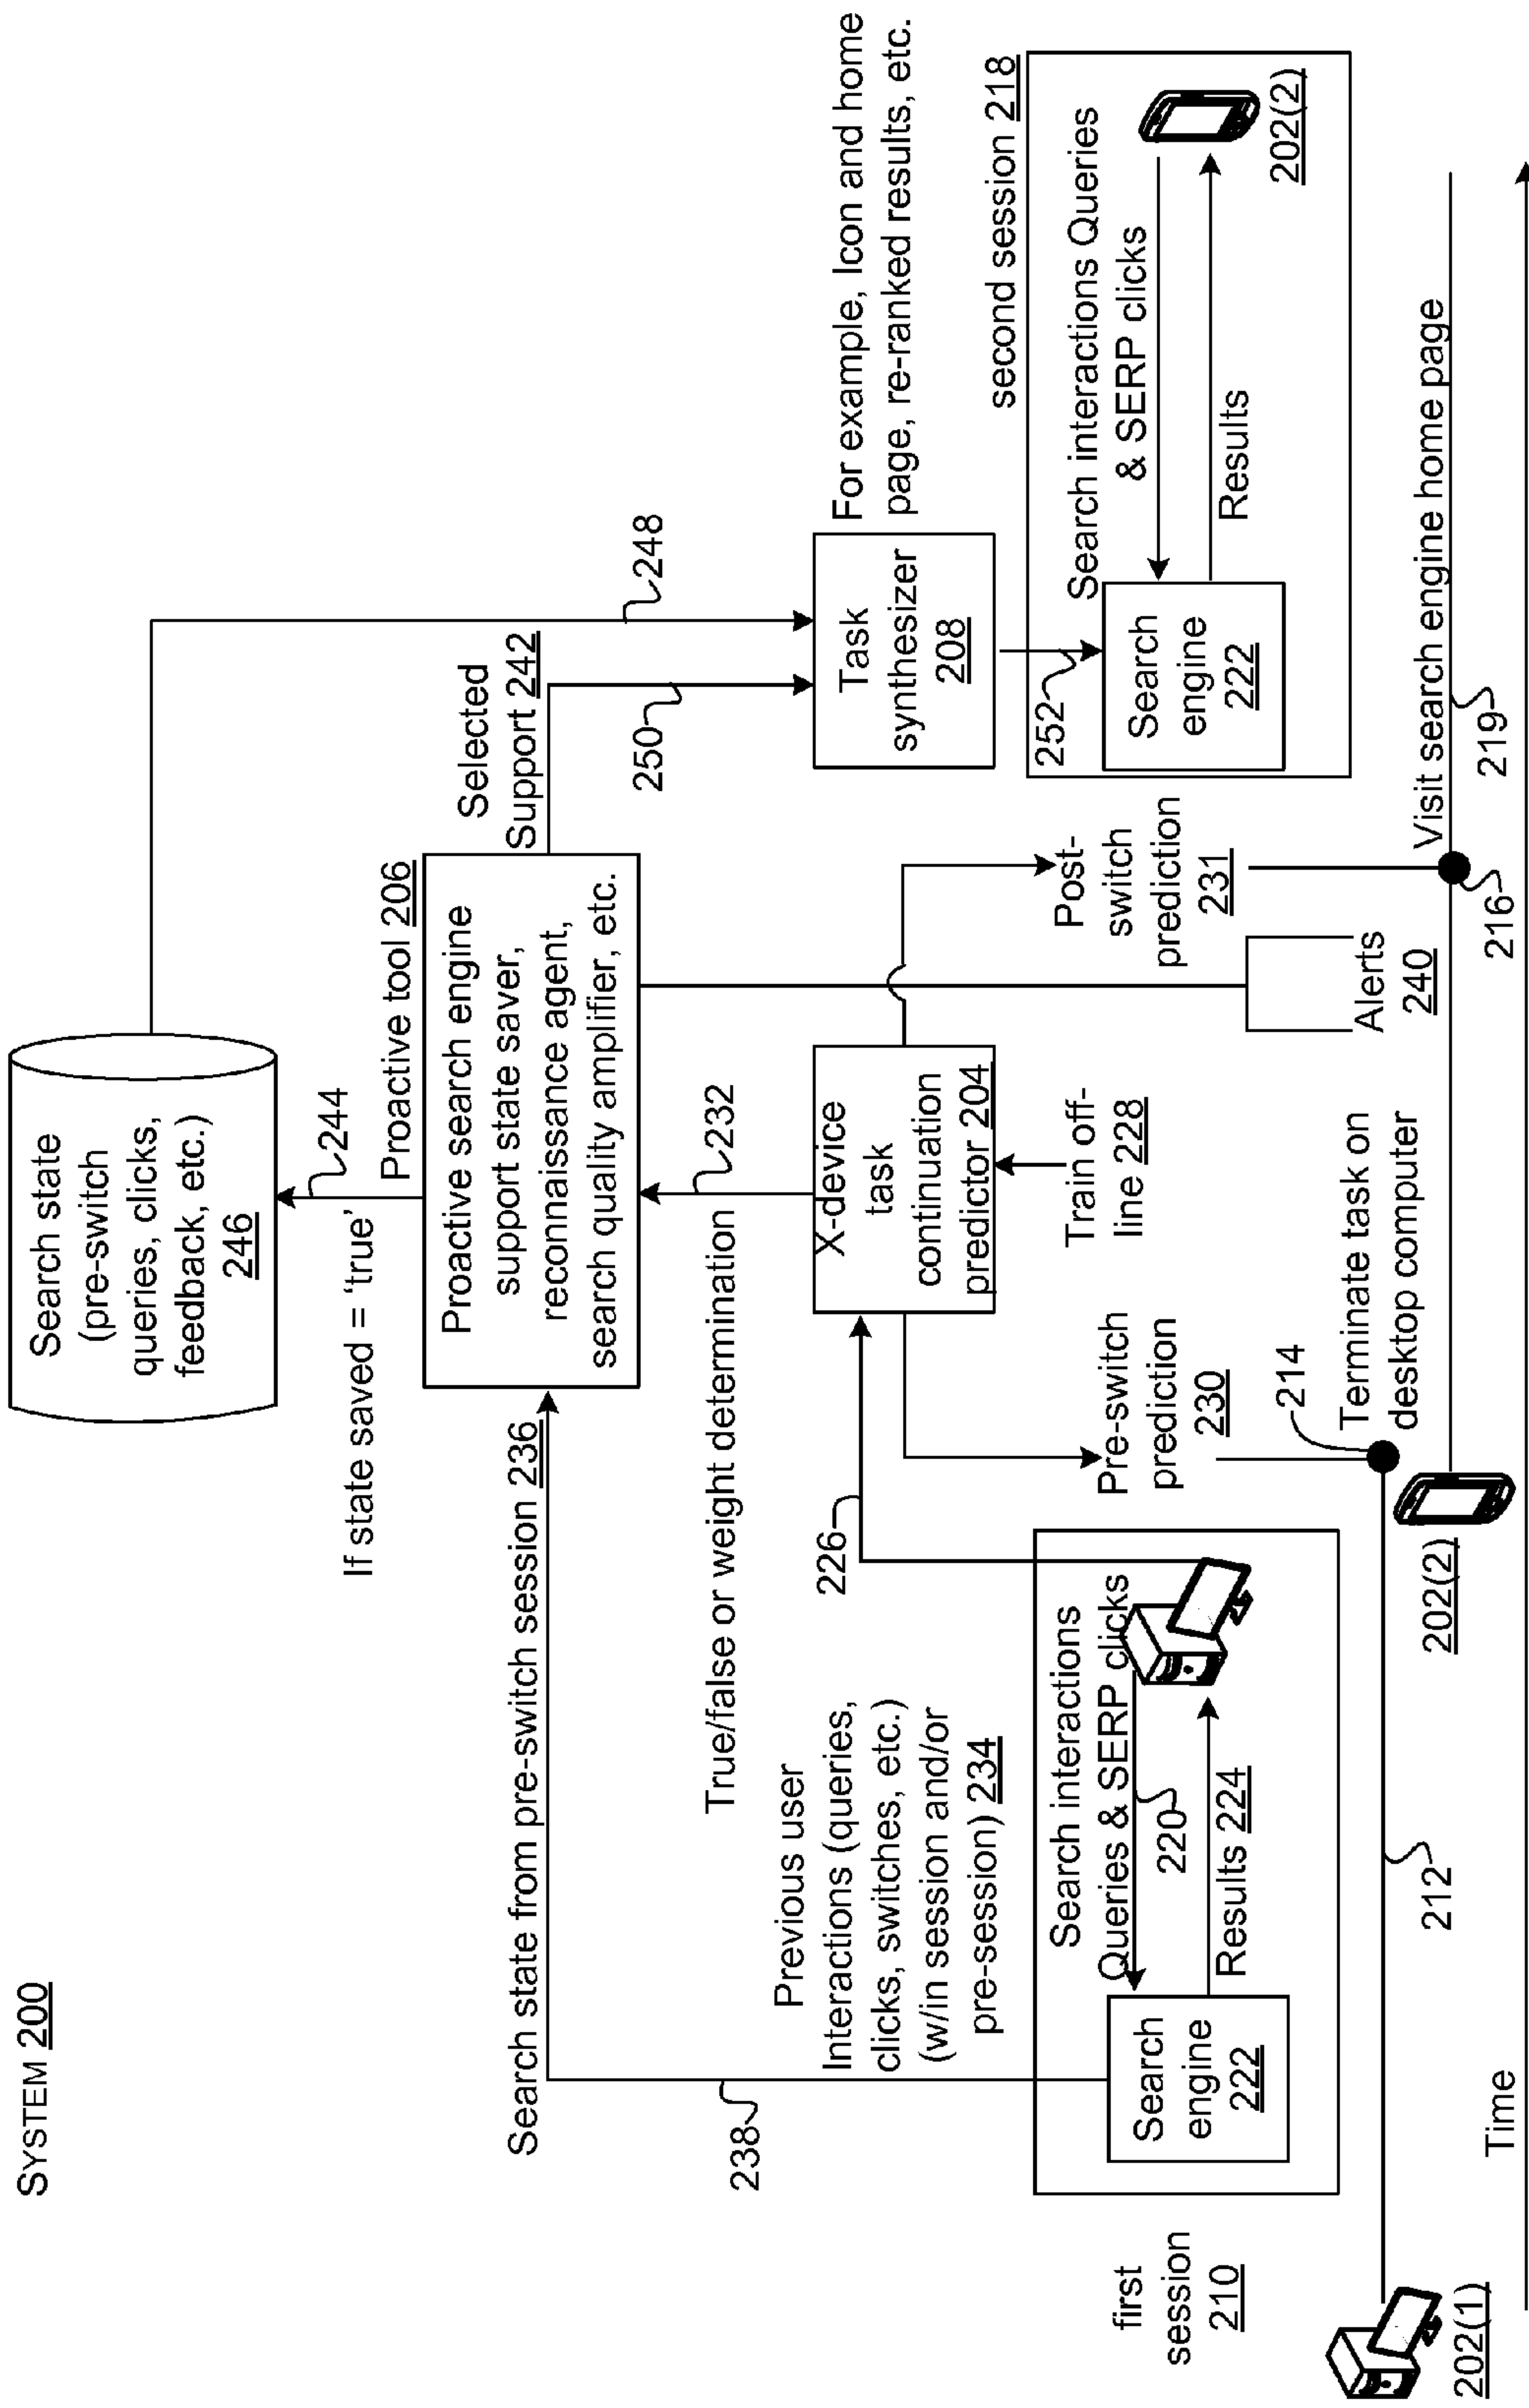 SYSTEM 200
Search state
(pre-switch
queries, clicks,
feedback, etc.)
246
If state saved = ‘true’
244
Proactive tool 206
Proactive search engine
support state saver,
reconnaissance agent,
search quality amplifier, etc.
Selected
Support 242
248
250
Search state from pre-switch session 236
238
True/false or weight determination
232
Previous user
Interactions (queries,
clicks, switches, etc.)
(w/in session and/or
pre-session) 234
226
X-device
task
continuation
predictor 204
Train off-
line 228
Task
synthesizer
208
For example, Icon and home
page, re-ranked results, etc.
first
session
210
Search interactions
Queries & SERP clicks
220
Results 224
Search
engine
222
Pre-switch
prediction
230
214
Terminate task on
desktop computer
Post-
switch
prediction
231
Alerts
240
252
second session 218
Search interactions Queries
& SERP clicks
Results
Search
engine
222
202(2)
Visit search engine home page
216
219
202(1)
212
202(2)
Time